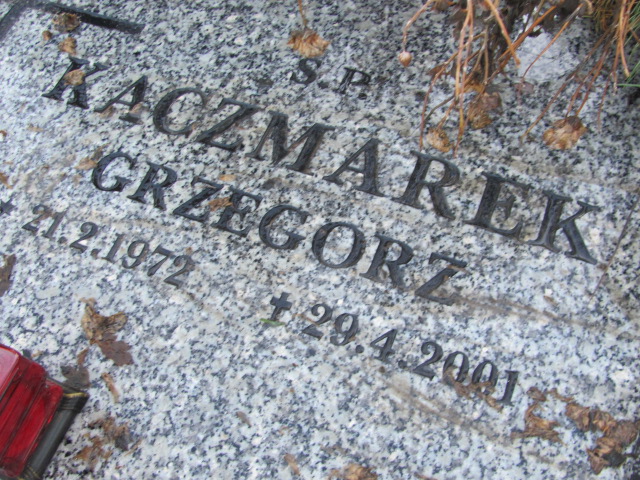 Ś.P.
KACZMAREK
GRZEGORZ
* 21.2.1972
✝ 29.4.2001